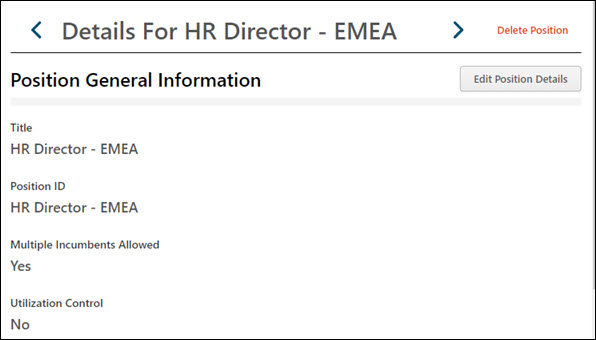 Details For HR Director - EMEA
Delete Position
Position General Information
Edit Position Details
Title
HR Director - EMEA
Position ID
HR Director - EMEA
Multiple Incumbents Allowed
Yes
Utilization Control
No